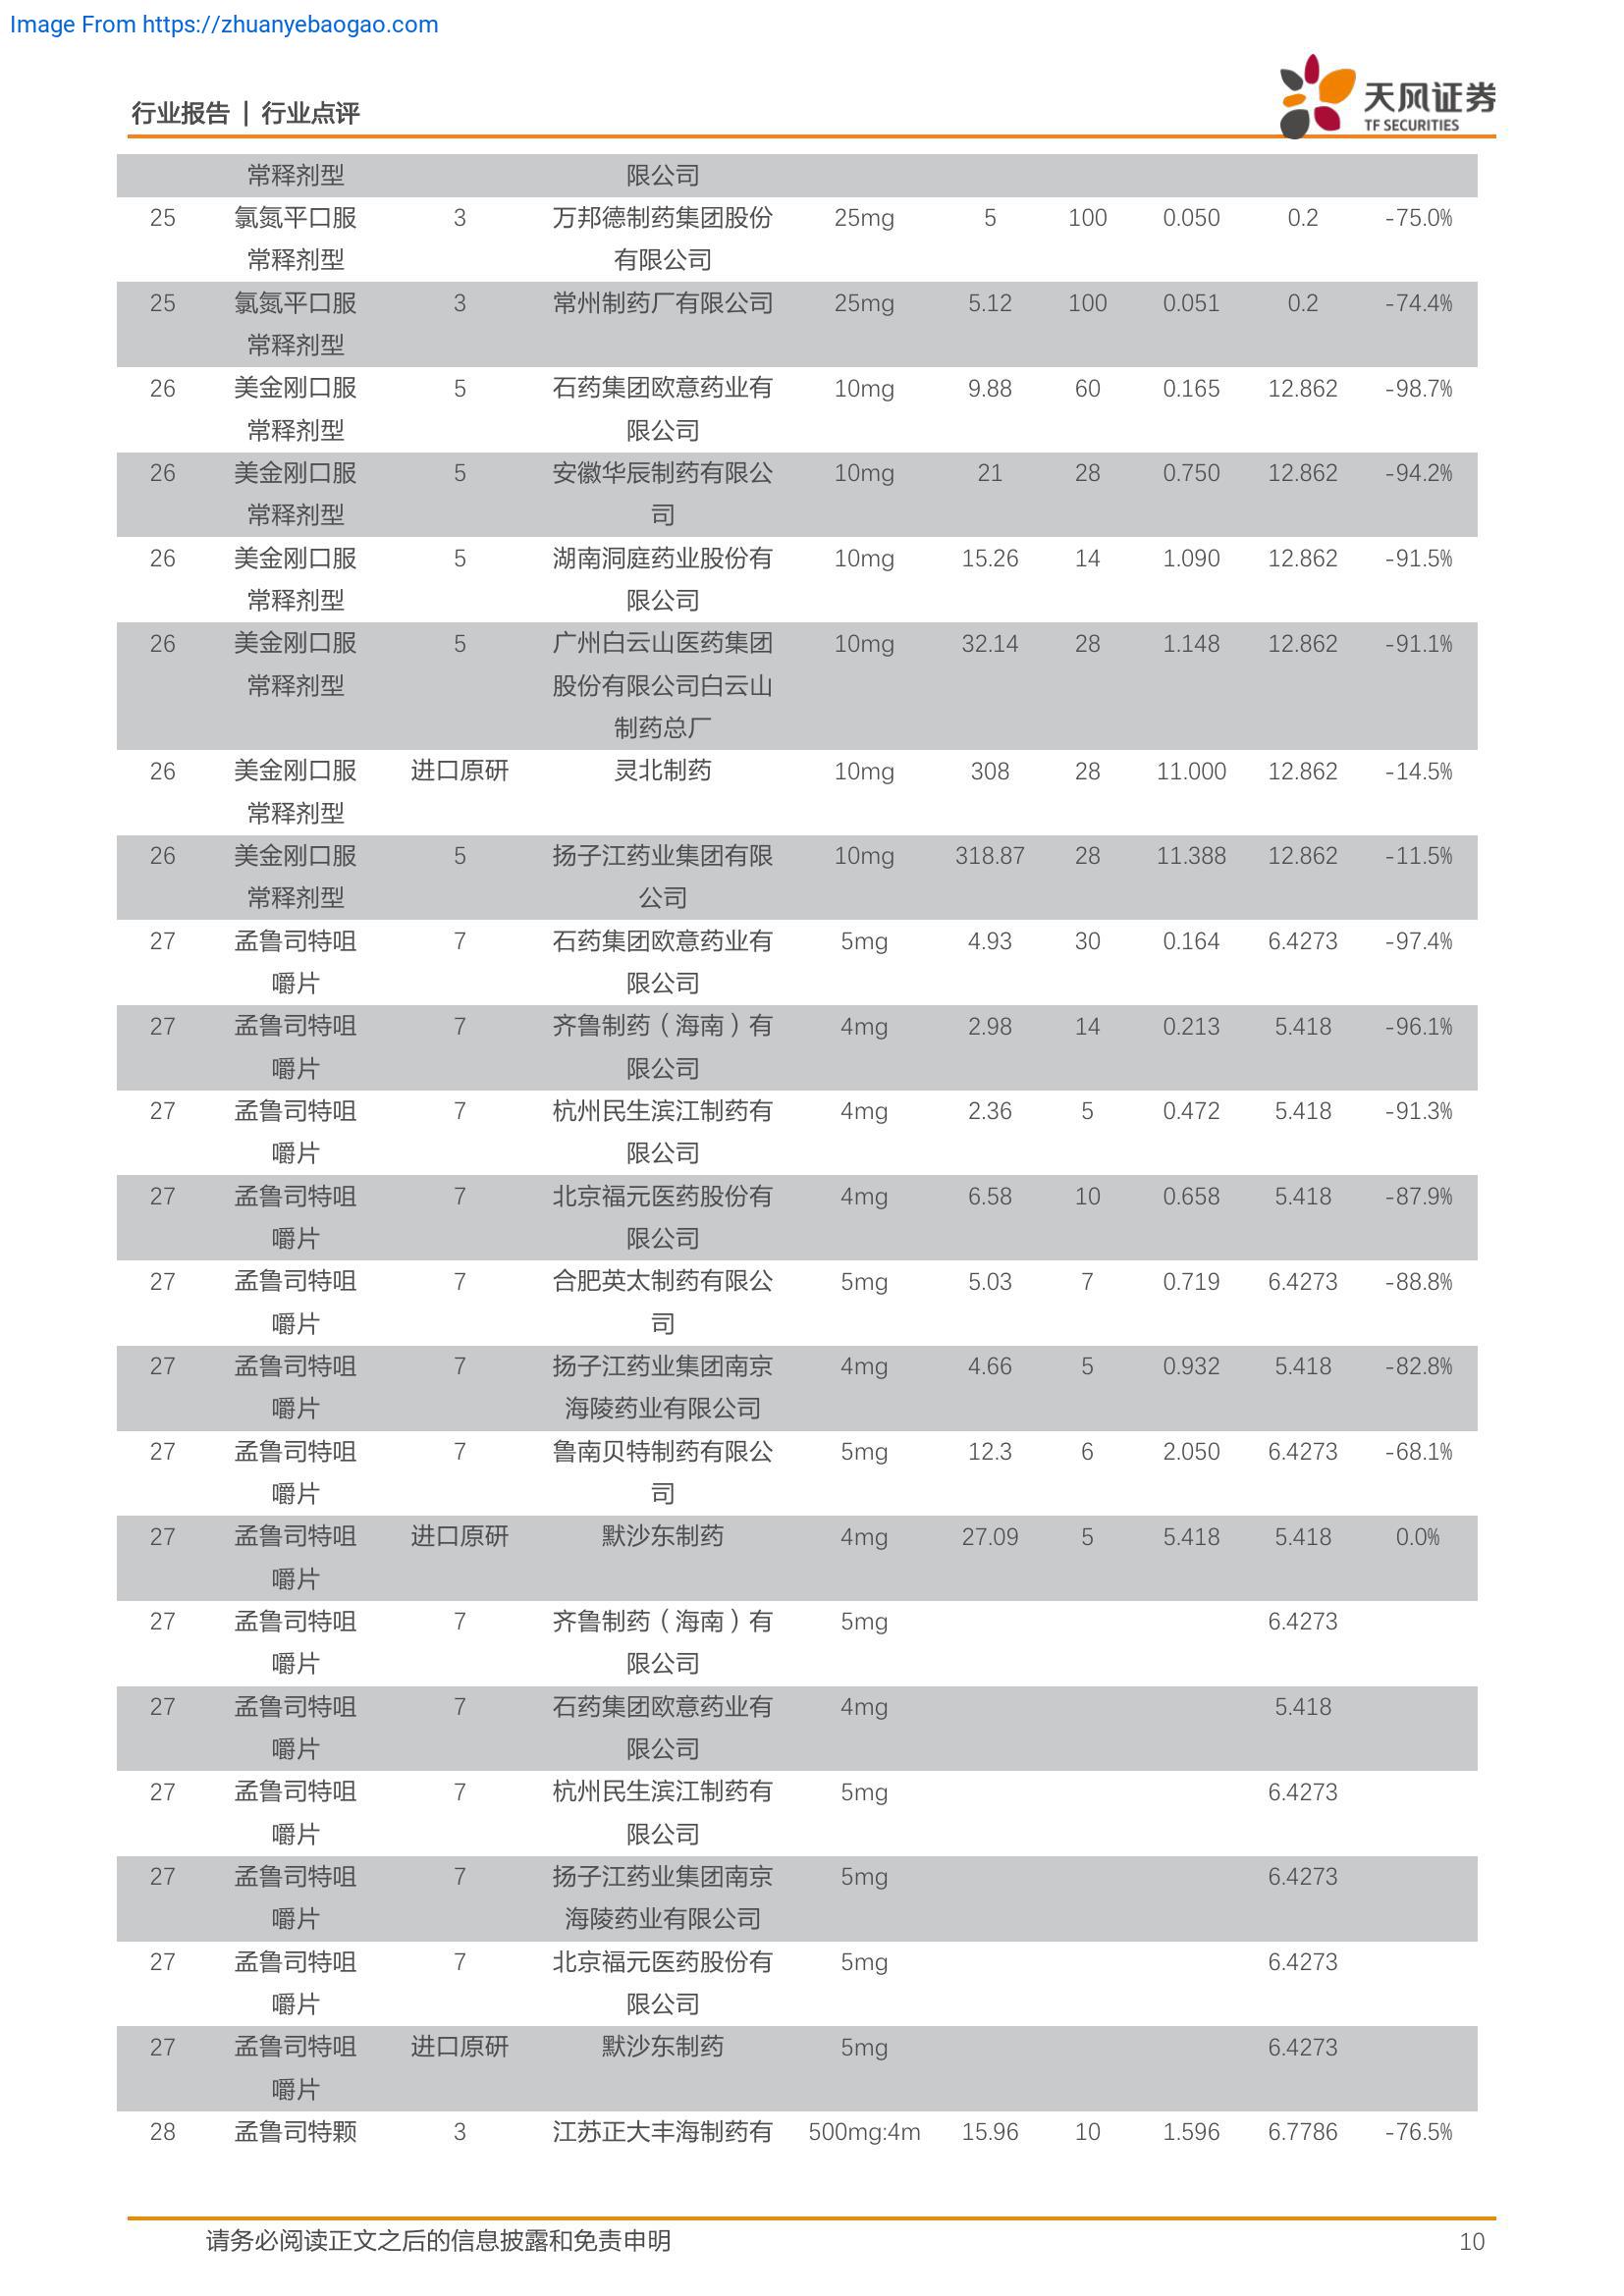 Image From https://zhuanyebaogao.com
行业报告 | 行业点评
天风证券
TF SECURITIES
常释剂型 限公司
25 氯氮平口服 3 万邦德制药集团股份 25mg 5 100 0.050 0.2 -75.0%
常释剂型 有限公司
25 氯氮平口服 3 常州制药厂有限公司 25mg 5.12 100 0.051 0.2 -74.4%
常释剂型
26 美金刚口服 5 石药集团欧意药业有 10mg 9.88 60 0.165 12.862 -98.7%
常释剂型 限公司
26 美金刚口服 5 安徽华辰制药有限公 10mg 21 28 0.750 12.862 -94.2%
常释剂型 司
26 美金刚口服 5 湖南洞庭药业股份有 10mg 15.26 14 1.090 12.862 -91.5%
常释剂型 限公司
26 美金刚口服 5 广州白云山医药集团 10mg 32.14 28 1.148 12.862 -91.1%
常释剂型 股份有限公司白云山
制药总厂
26 美金刚口服 进口原研 灵北制药 10mg 308 28 11.000 12.862 -14.5%
常释剂型
26 美金刚口服 5 扬子江药业集团有限 10mg 318.87 28 11.388 12.862 -11.5%
常释剂型 公司
27 孟鲁司特咀 7 石药集团欧意药业有 5mg 4.93 30 0.164 6.4273 -97.4%
嚼片 限公司
27 孟鲁司特咀 7 齐鲁制药（海南）有 4mg 2.98 14 0.213 5.418 -96.1%
嚼片 限公司
27 孟鲁司特咀 7 杭州民生滨江制药有 4mg 2.36 5 0.472 5.418 -91.3%
嚼片 限公司
27 孟鲁司特咀 7 北京福元医药股份有 4mg 6.58 10 0.658 5.418 -87.9%
嚼片 限公司
27 孟鲁司特咀 7 合肥英太制药有限公 5mg 5.03 7 0.719 6.4273 -88.8%
嚼片 司
27 孟鲁司特咀 7 扬子江药业集团南京 4mg 4.66 5 0.932 5.418 -82.8%
嚼片 海陵药业有限公司
27 孟鲁司特咀 7 鲁南贝特制药有限公 5mg 12.3 6 2.050 6.4273 -68.1%
嚼片 司
27 孟鲁司特咀 进口原研 默沙东制药 4mg 27.09 5 5.418 5.418 0.0%
嚼片
27 孟鲁司特咀 7 齐鲁制药（海南）有 5mg 6.4273
嚼片 限公司
27 孟鲁司特咀 7 石药集团欧意药业有 4mg 5.418
嚼片 限公司
27 孟鲁司特咀 7 杭州民生滨江制药有 5mg 6.4273
嚼片 限公司
27 孟鲁司特咀 7 扬子江药业集团南京 5mg 6.4273
嚼片 海陵药业有限公司
27 孟鲁司特咀 7 北京福元医药股份有 5mg 6.4273
嚼片 限公司
27 孟鲁司特咀 进口原研 默沙东制药 5mg 6.4273
嚼片
28 孟鲁司特颗 3 江苏正大丰海制药有 500mg:4m 15.96 10 1.596 6.7786 -76.5%
请务必阅读正文之后的信息披露和免责申明 10